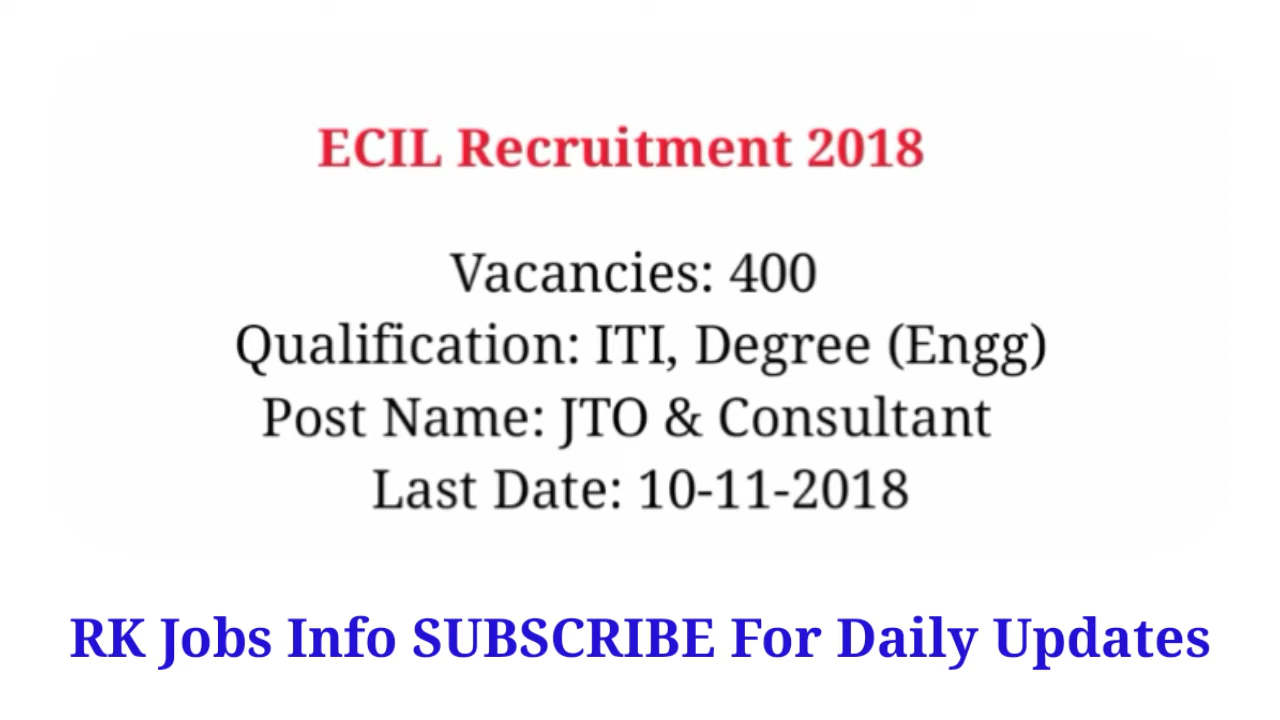 ECIL Recruitment 2018
Vacancies: 400
Qualification: ITI, Degree (Engg)
Post Name: JTO & Consultant
Last Date: 10-11-2018
RK Jobs Info SUBSCRIBE For Daily Updates